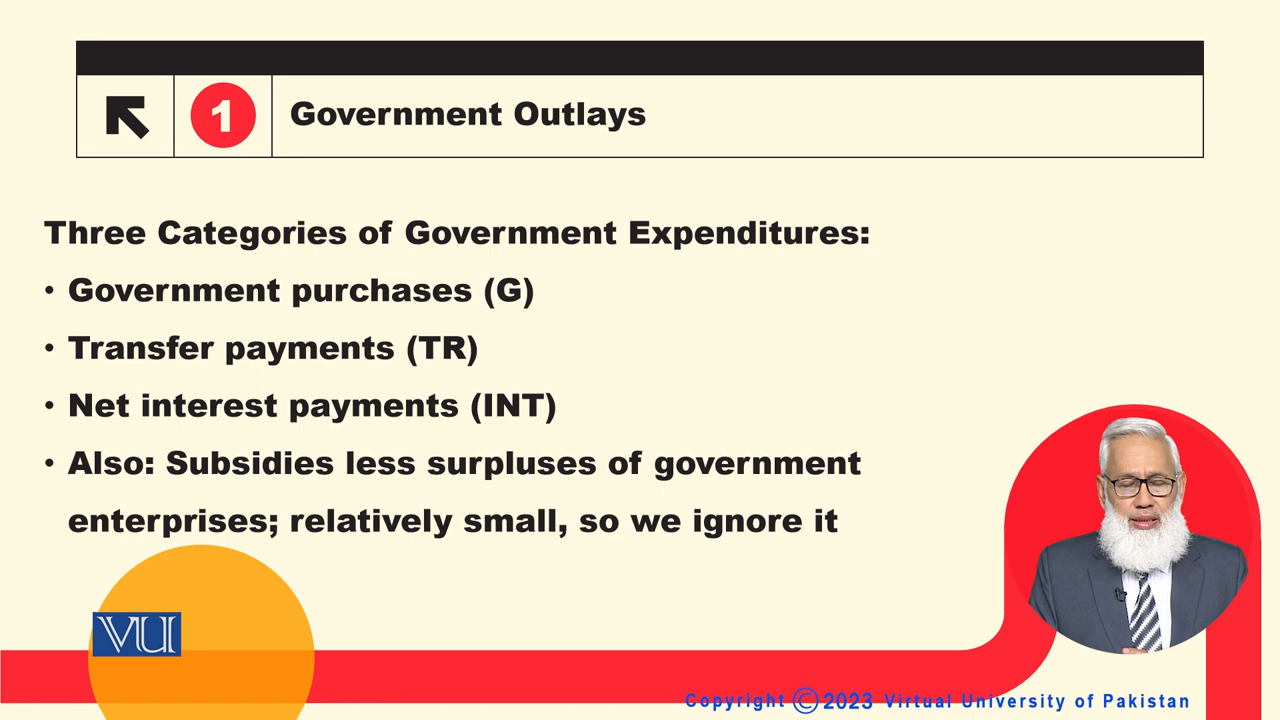 1
Government Outlays
Three Categories of Government Expenditures:
• Government purchases (G)
• Transfer payments (TR)
• Net interest payments (INT)
• Also: Subsidies less surpluses of government
enterprises; relatively small, so we ignore it
VU
Copyright © 2023 Virtual University of Pakistan